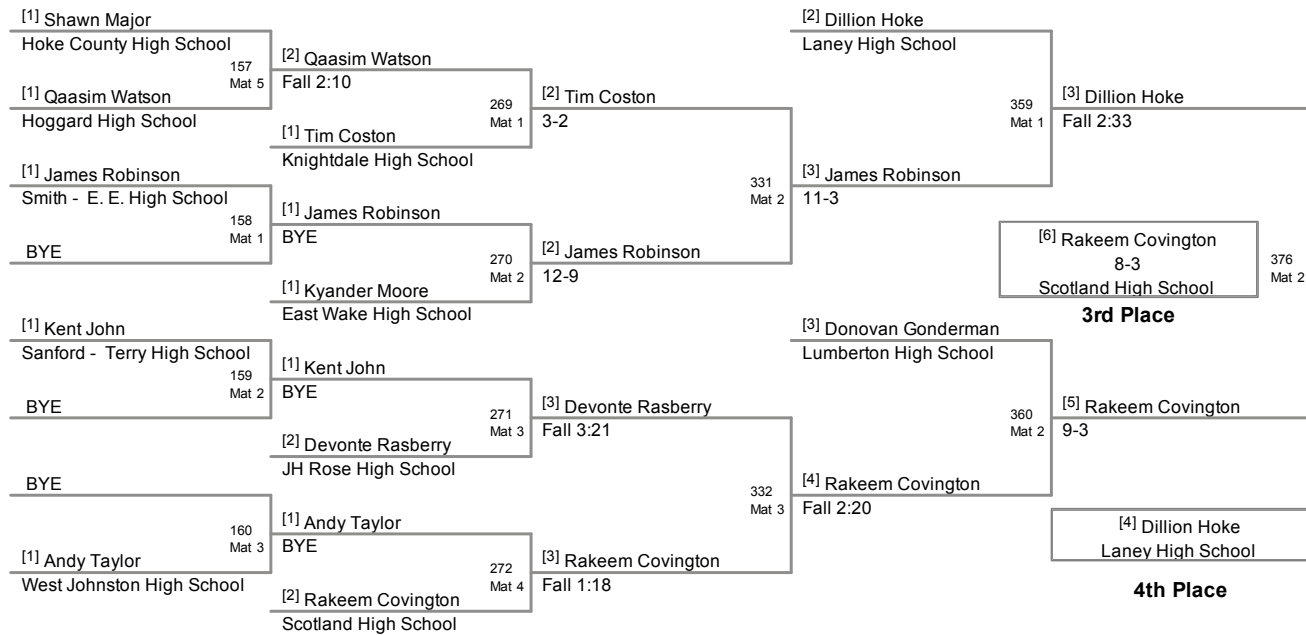 [1] Shawn Major
Hoke County High School
157
Mat 5
[1] Qaasim Watson
Hoggard High School
[1] James Robinson
Smith - E. E. High School
158
Mat 1
BYE
[1] Kent John
Sanford - Terry High School
159
Mat 2
BYE
BYE
160
Mat 3
[1] Andy Taylor
West Johnston High School
[2] Qaasim Watson
Fall 2:10
269
Mat 1
[1] Tim Coston
Knightdale High School
[1] James Robinson
BYE
270
Mat 2
[1] Kyander Moore
East Wake High School
[1] Kent John
BYE
271
Mat 3
[2] Devonte Rasberry
JH Rose High School
[1] Andy Taylor
BYE
272
Mat 4
[2] Rakeem Covington
Scotland High School
[2] Tim Coston
3-2
331
Mat 2
[2] James Robinson
12-9
[3] Devonte Rasberry
Fall 3:21
332
Mat 3
[3] Rakeem Covington
Fall 1:18
[2] Dillion Hoke
Laney High School
359
Mat 1
[3] James Robinson
11-3
[3] Donovan Gonderman
Lumberton High School
360
Mat 2
[4] Rakeem Covington
Fall 2:20
[3] Dillion Hoke
Fall 2:33
[6] Rakeem Covington
8-3
Scotland High School
376
Mat 2
3rd Place
[5] Rakeem Covington
9-3
[4] Dillion Hoke
Laney High School
4th Place